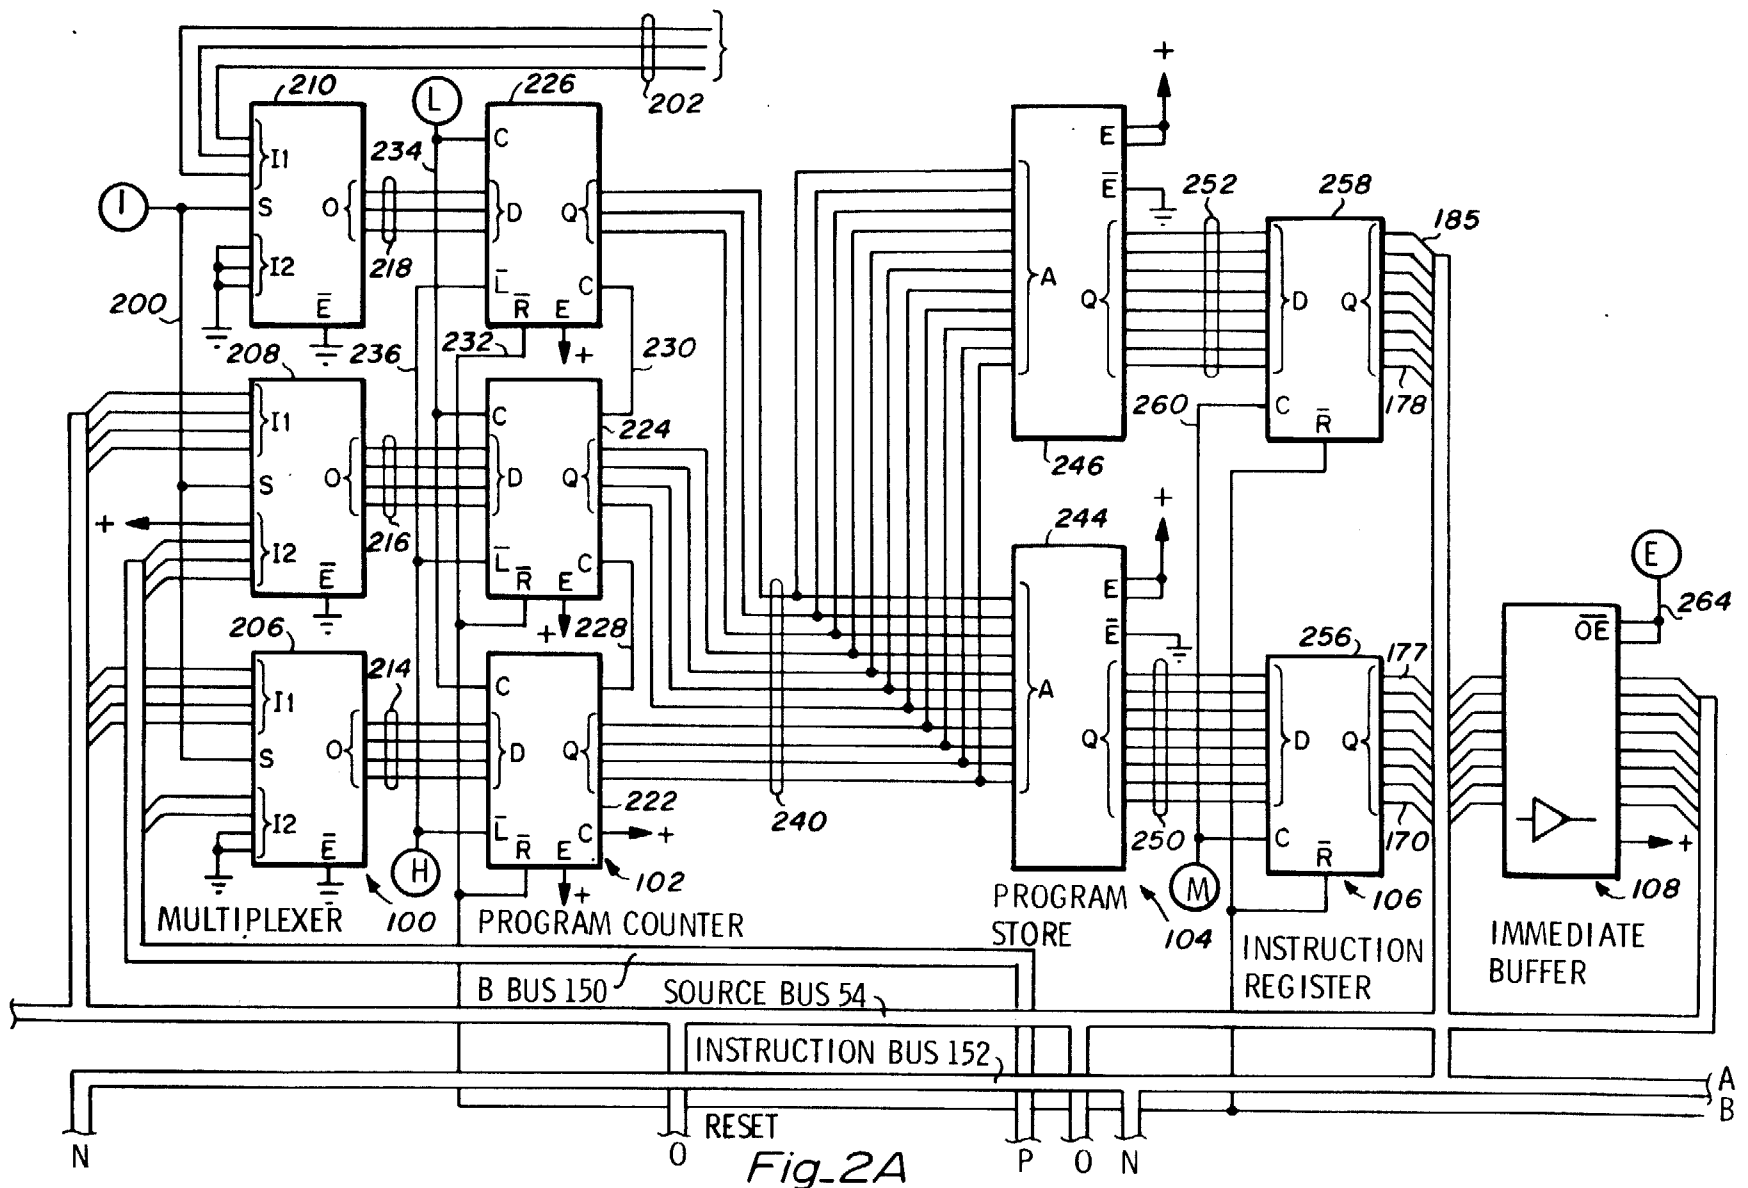 202
210
I1
S
O
I2
E̅
218
I
200
L
234
226
C
D
Q
L̅
R̅
E
C
+
232
230
236
208
I1
S
O
I2
E̅
+
216
C
224
D
Q
L̅
R̅
E
C
+
228
206
I1
S
O
I2
E̅
214
C
D
Q
222
L̅
R̅
E
C
+
+
H
MULTIPLEXER
100
PROGRAM COUNTER
102
240
+
E
E̅
A
Q
246
252
258
D
Q
C
R̅
185
178
260
+
244
E
E̅
A
Q
250
256
D
Q
C
R̅
177
170
M
PROGRAM
STORE
104
106
INSTRUCTION
REGISTER
E
264
O̅E̅
+
108
IMMEDIATE
BUFFER
B BUS 150
SOURCE BUS 54
INSTRUCTION BUS 152
A
B
RESET
N
O
P
O
N
Fig_2A